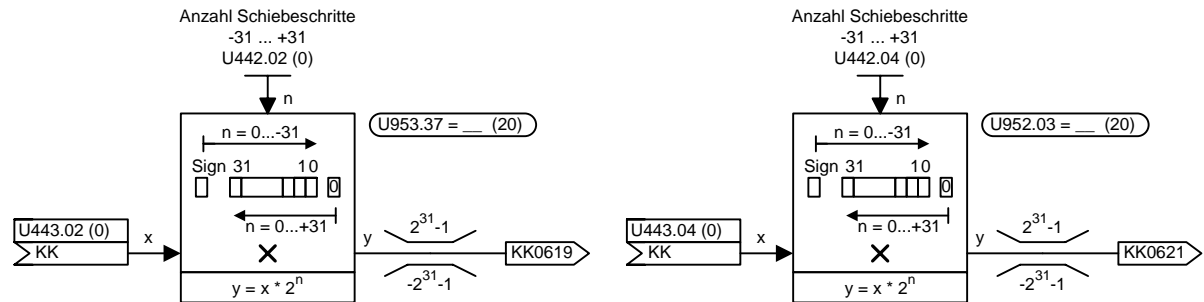 Anzahl Schiebeschritte
-31 ... +31
U442.02 (0)
n
U953.37 = __ (20)
n = 0...-31
Sign 31 10
0
n = 0...+31
U443.02 (0)
KK
x
y
2^31-1
-2^31-1
KK0619
y = x * 2^n
Anzahl Schiebeschritte
-31 ... +31
U442.04 (0)
n
U952.03 = __ (20)
n = 0...-31
Sign 31 10
0
n = 0...+31
U443.04 (0)
KK
x
y
2^31-1
-2^31-1
KK0621
y = x * 2^n